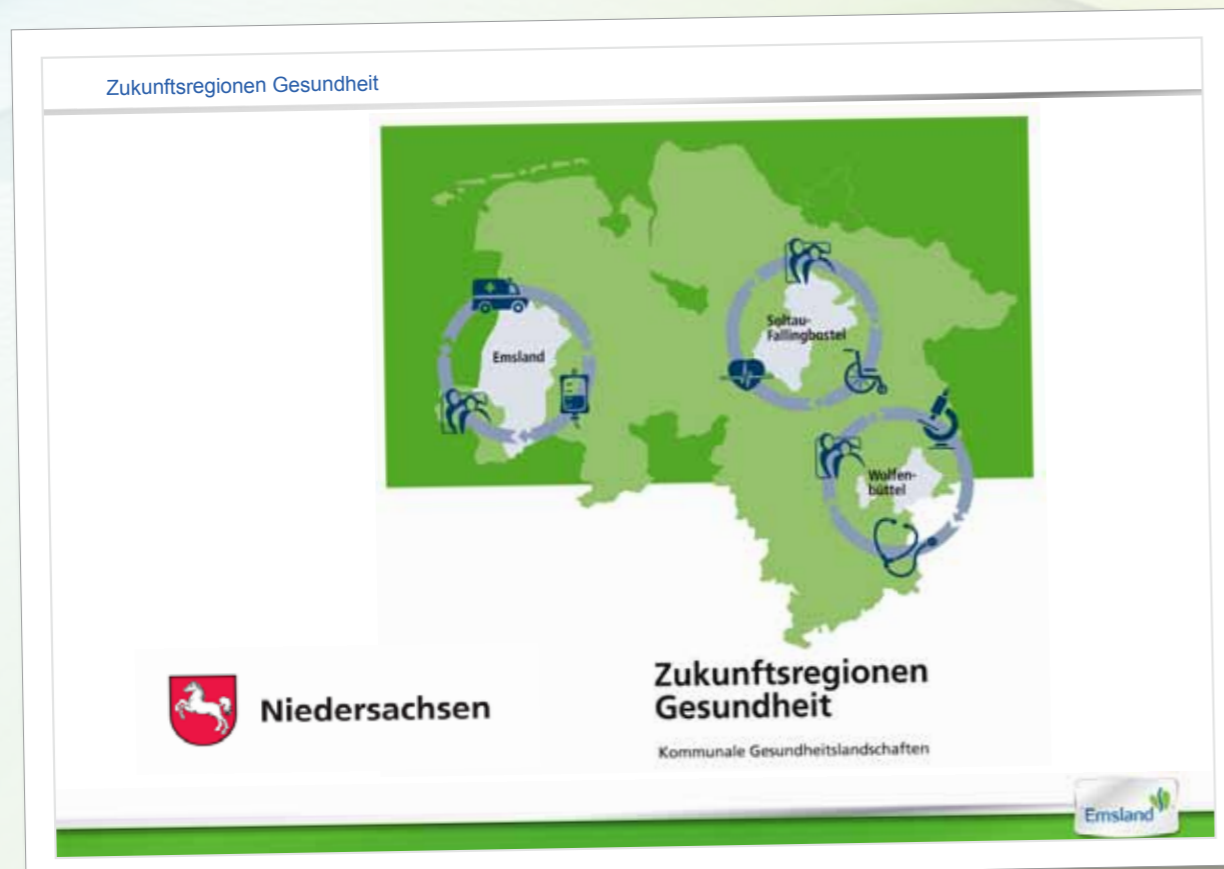 Zukunftsregionen Gesundheit
Emsland
Soltau-
Fallingbostel
Wolfen-
büttel
Niedersachsen
Zukunftsregionen
Gesundheit
Kommunale Gesundheitslandschaften
Emsland